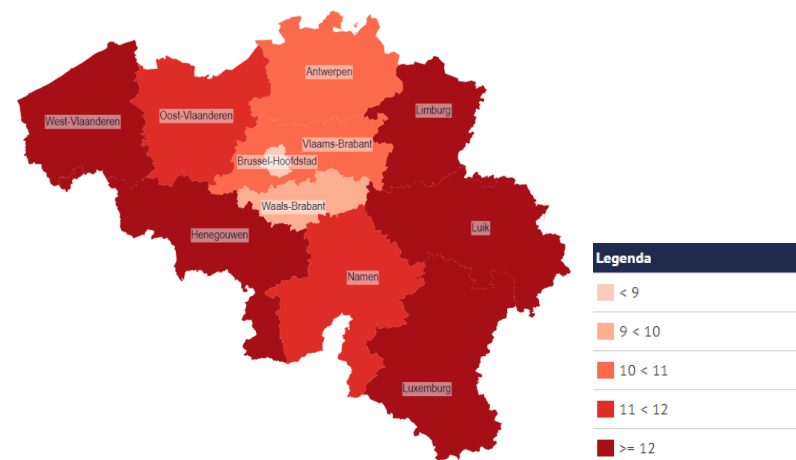 Antwerpen
Limburg
Oost-Vlaanderen
West-Vlaanderen
Vlaams-Brabant
Brussel-Hoofdstad
Waals-Brabant
Luik
Henegouwen
Namen
Luxemburg
Legenda
< 9
9 < 10
10 < 11
11 < 12
>= 12